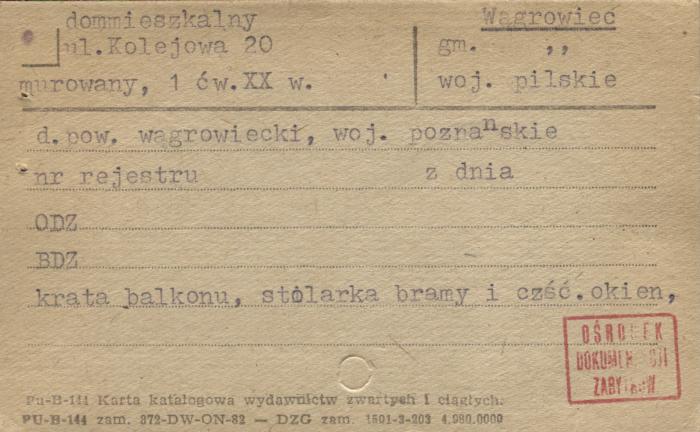 dommieszkalny
ul.Kolejowa 20
murowany, 1 ćw.XX w.
Wągrowiec
gm. ,,
woj. pilskie
d.pow. wągrowiecki, woj. poznańskie
nr rejestru z dnia
ODZ
BDZ
krata balkonu, stolarka bramy i czść.okien,
OŚRODEK
DOKUMENTACJI
ZABYTKÓW
Pu-B-144 Karta katalogowa wydawnictw zwartych i ciągłych.
PU-B-144 zam. 872-DW-ON-82 — DZG zam. 1501-3-203 4.980.0000